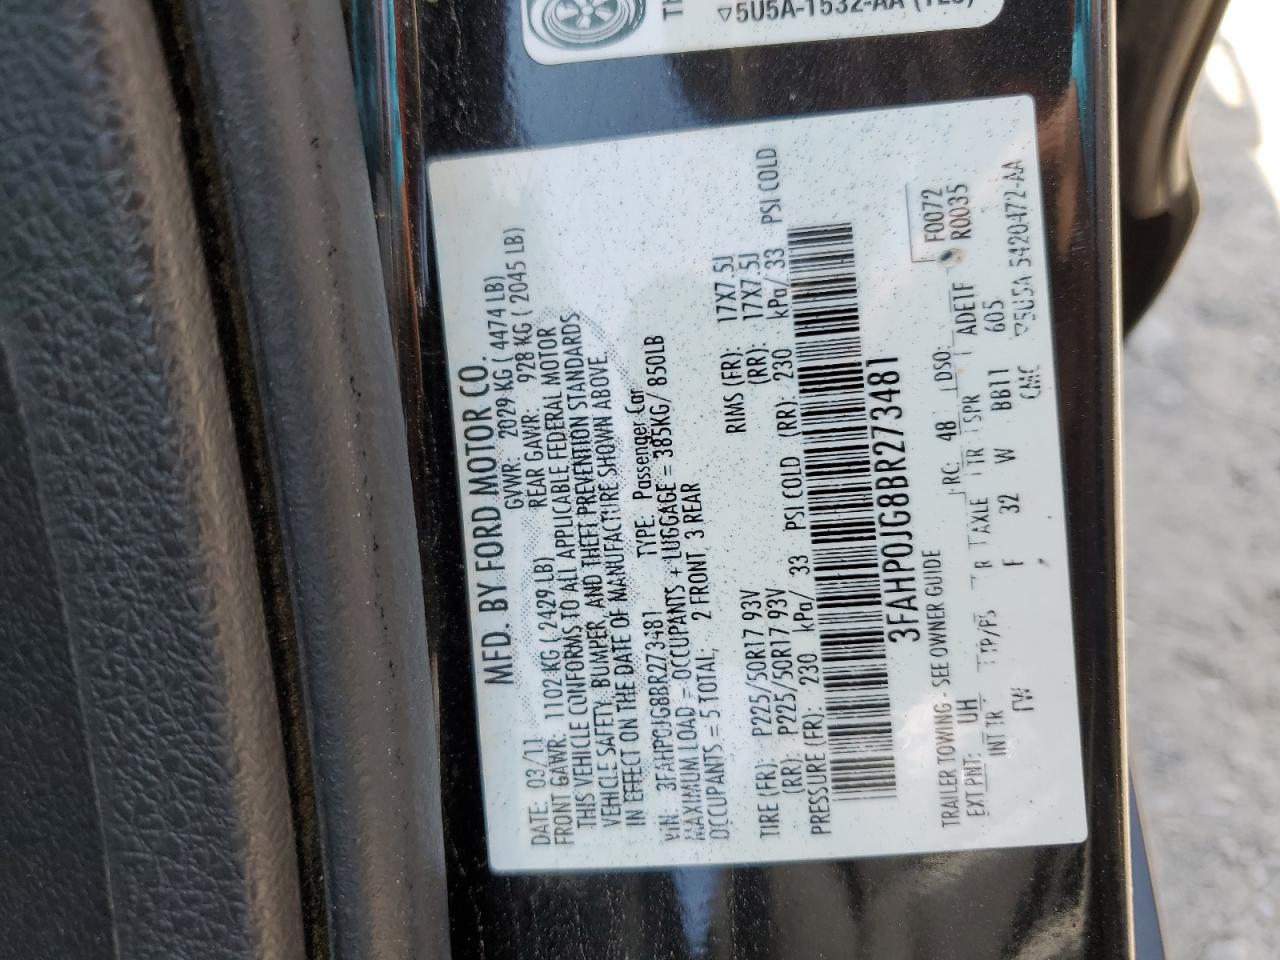 ▽5U5A-1532-AA
MFD. BY FORD MOTOR CO.
DATE: 03/11 GVWR: 2029 KG ( 4474 LB)
FRONT GAWR: 1102 KG ( 2429 LB) REAR GAWR: 928 KG ( 2045 LB)
THIS VEHICLE CONFORMS TO ALL APPLICABLE FEDERAL MOTOR
VEHICLE SAFETY, BUMPER, AND THEFT PREVENTION STANDARDS
IN EFFECT ON THE DATE OF MANUFACTURE SHOWN ABOVE.
VIN: 3FAHP0JG8BR273481 TYPE: Passenger Car
MAXIMUM LOAD = OCCUPANTS + LUGGAGE = 385KG/ 850LB
OCCUPANTS = 5 TOTAL; 2 FRONT 3 REAR
TIRE (FR): P225/50R17 93V RIMS (FR): 17X7.5J
(RR): P225/50R17 93V (RR): 17X7.5J
PRESSURE (FR): 230 kPa/ 33 PSI COLD (RR): 230 kPa/ 33 PSI COLD
3FAHP0JG8BR273481
TRAILER TOWING - SEE OWNER GUIDE F0072
EXT PNT: UH RC: 48 DSO: R0035
INT TR TP/PS R AXLE TR SPR ADETF
FW F 32 W BB11 605
CMC ▽5U5A 5420472-AA